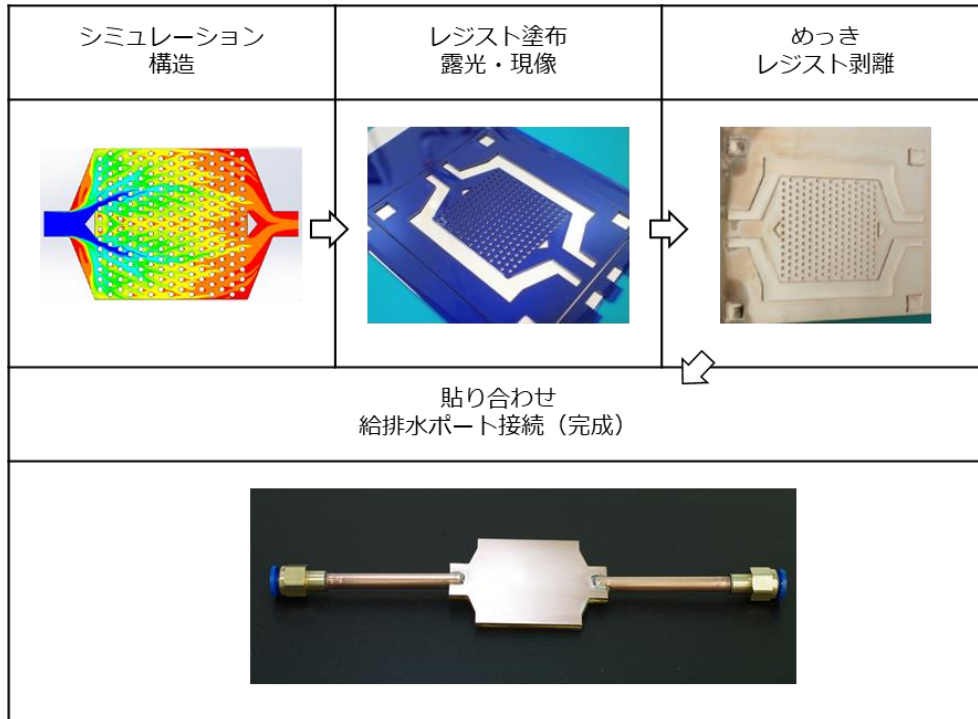 シミュレーション
構造
レジスト塗布
露光・現像
めっき
レジスト剥離
貼り合わせ
給排水ポート接続（完成）